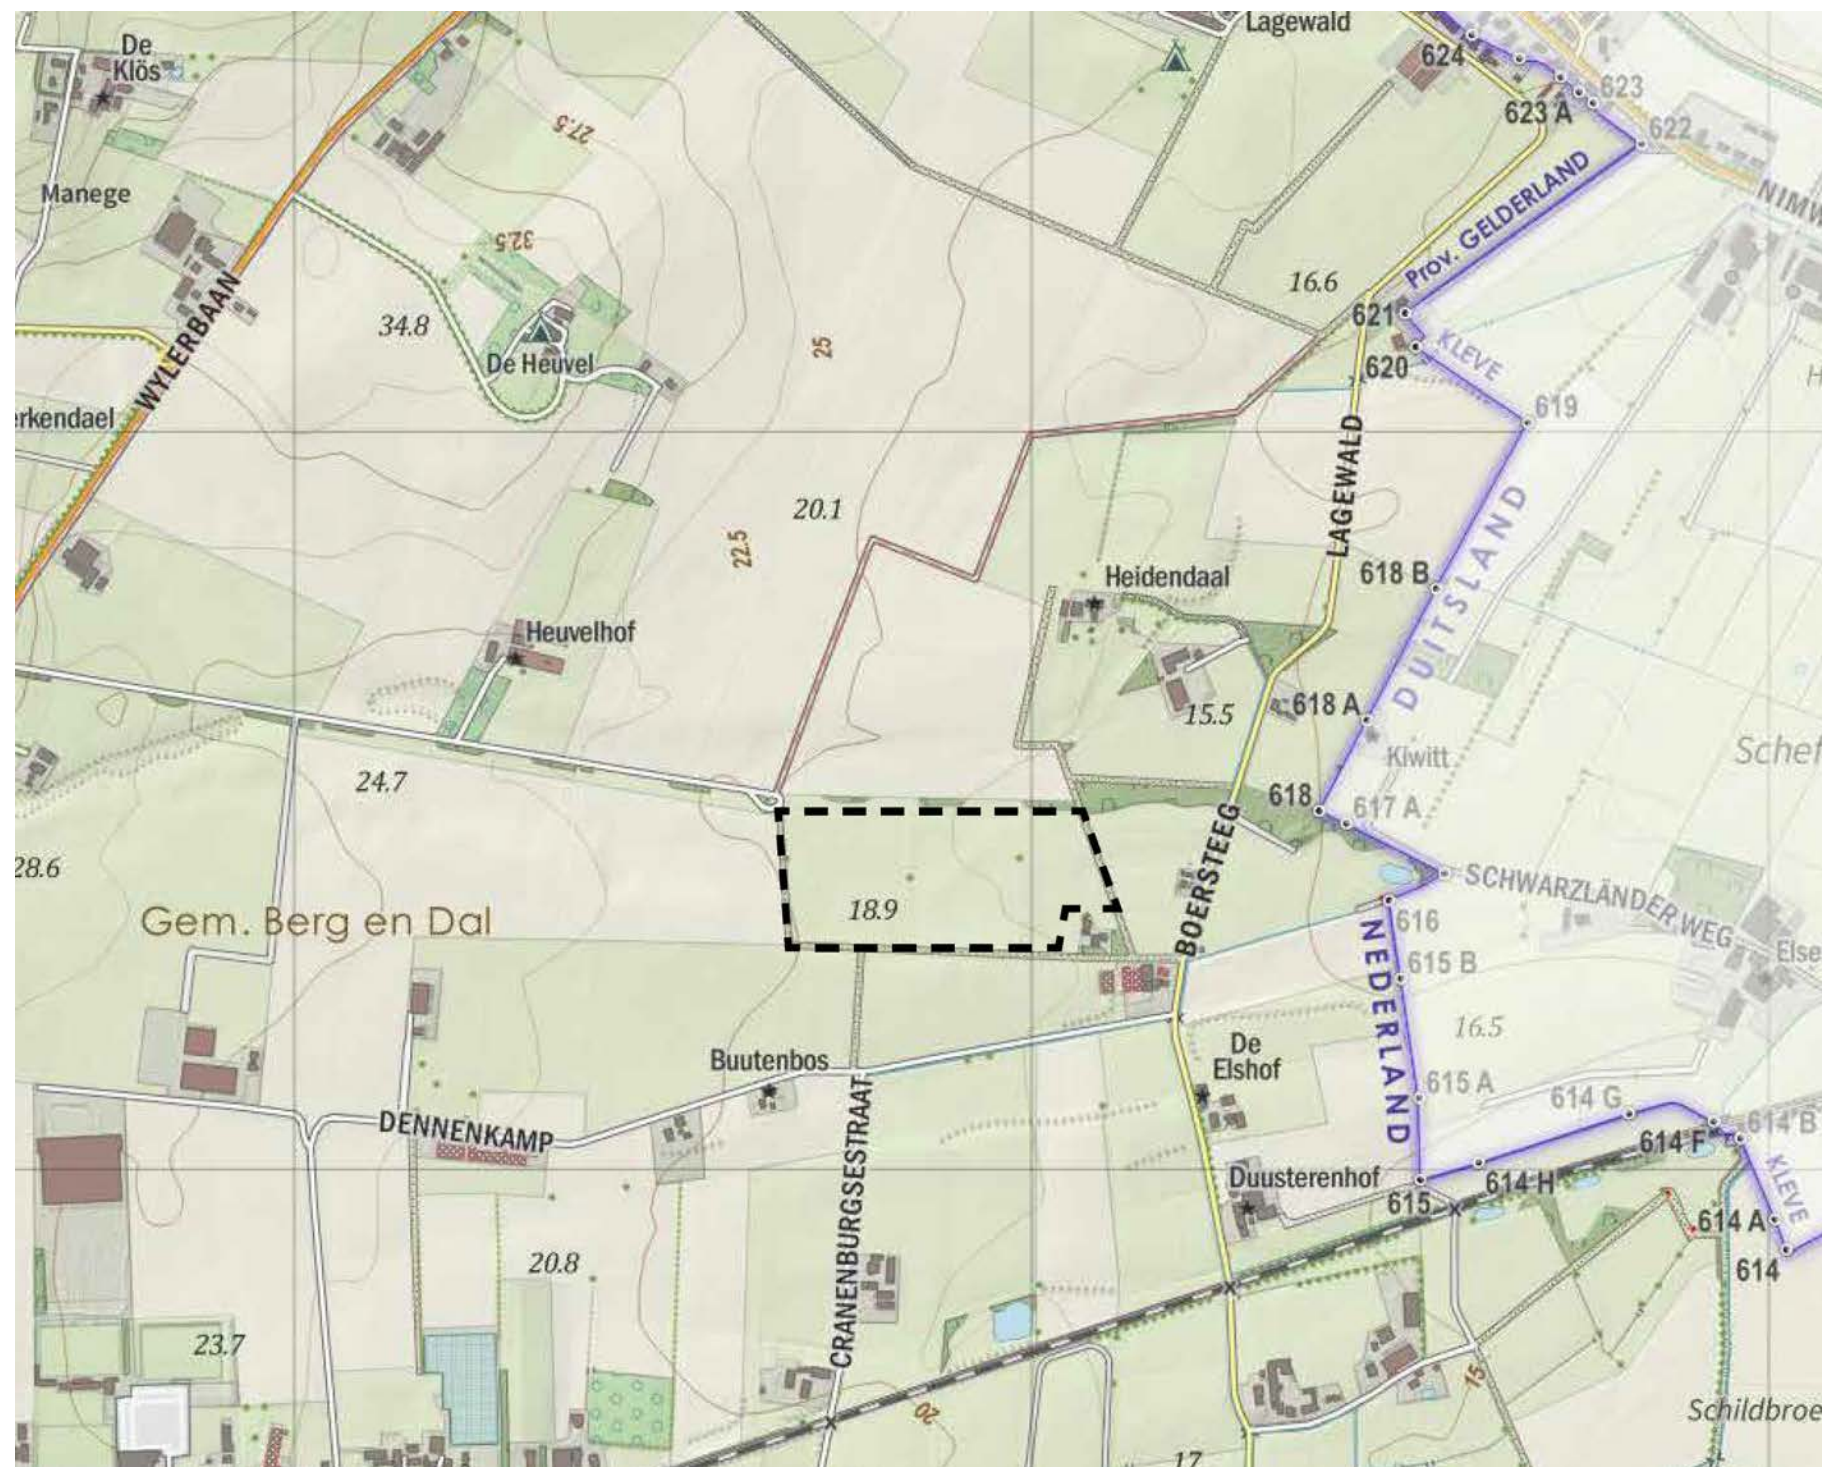 Lagewald
De
Klös
624
623
623 A
622
Manege
NIMW
Prov. GELDERLAND
27.5
32.5
16.6
34.8
WYLERBAAN
De Heuvel
25
621
620
KLEVE
619
erkendael
LAGEWALD
20.1
22.5
DUITSLAND
Heidendaal
618 B
Heuvelhof
15.5
618 A
Kiwitt
Schef
24.7
618
617 A
28.6
BOERSTEEG
18.9
SCHWARZLÄNDER WEG
Gem. Berg en Dal
616
Else
NEDERLAND
615 B
16.5
De
Elshof
Buutenbos
615 A
614 G
614 B
DENNENKAMP
614 F
CRANENBURGSESTRAAT
Duusterenhof
615
614 H
KLEVE
614 A
614
20.8
23.7
15
20
Schildbroe
17